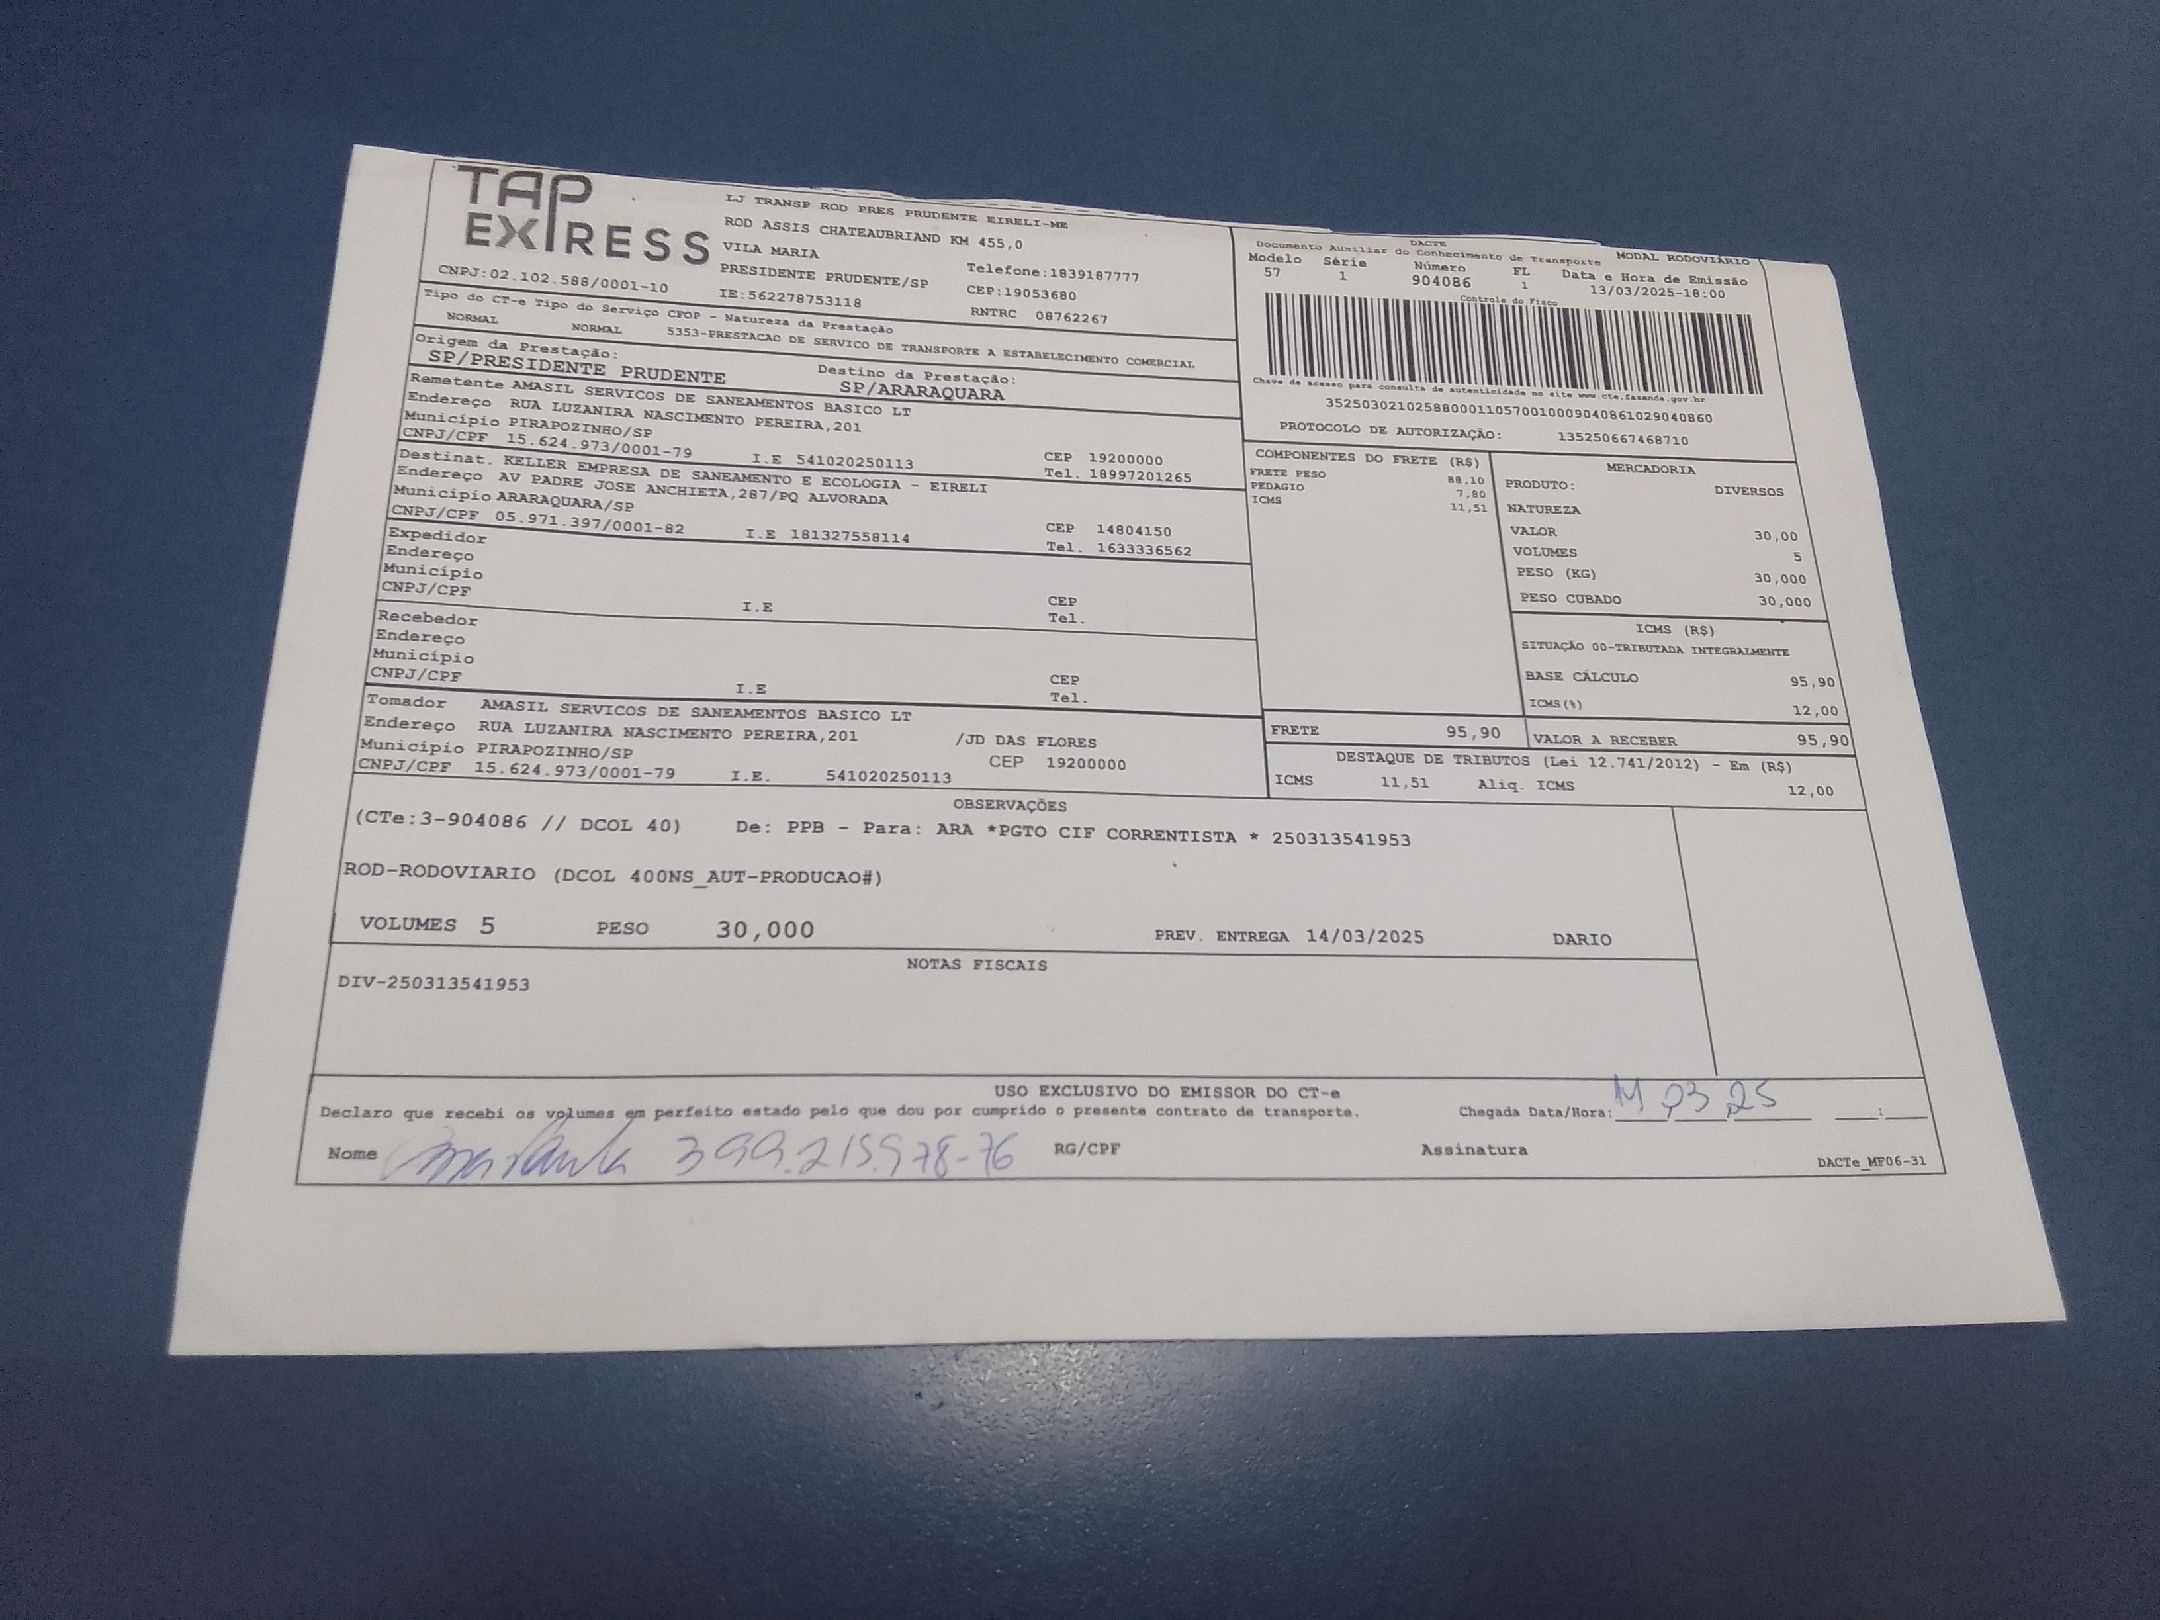 TAP
EXPRESS
CNPJ:02.102.588/0001-10
LJ TRANSP ROD PRES PRUDENTE EIRELI-ME
ROD ASSIS CHATEAUBRIAND KM 455,0
VILA MARIA
PRESIDENTE PRUDENTE/SP
IE:562278753118
Telefone:1839187777
CEP:19053680
RNTRC 08762267
DACTE
Documento Auxiliar do Conhecimento de Transporte MODAL RODOVIÁRIO
Modelo Série Número FL Data e Hora de Emissão
57 1 904086 1 13/03/2025-18:00
Controle do Fisco
Chave de acesso para consulta de autenticidade no site www.cte.fazenda.gov.br
35250302102588000110570010009040861029040860
PROTOCOLO DE AUTORIZAÇÃO: 135250667468710
Tipo do CT-e Tipo do Serviço CFOP - Natureza da Prestação
NORMAL NORMAL 5353-PRESTACAO DE SERVICO DE TRANSPORTE A ESTABELECIMENTO COMERCIAL
Origem da Prestação: Destino da Prestação:
SP/PRESIDENTE PRUDENTE SP/ARARAQUARA
Remetente AMASIL SERVICOS DE SANEAMENTOS BASICO LT
Endereço RUA LUZANIRA NASCIMENTO PEREIRA,201
Município PIRAPOZINHO/SP CEP 19200000
CNPJ/CPF 15.624.973/0001-79 I.E 541020250113 Tel. 18997201265
Destinat. KELLER EMPRESA DE SANEAMENTO E ECOLOGIA - EIRELI
Endereço AV PADRE JOSE ANCHIETA,287/PQ ALVORADA
Município ARARAQUARA/SP CEP 14804150
CNPJ/CPF 05.971.397/0001-82 I.E 181327558114 Tel. 1633336562
Expedidor
Endereço
Município CEP
CNPJ/CPF I.E Tel.
Recebedor
Endereço
Município CEP
CNPJ/CPF I.E Tel.
Tomador AMASIL SERVICOS DE SANEAMENTOS BASICO LT
Endereço RUA LUZANIRA NASCIMENTO PEREIRA,201 /JD DAS FLORES
Município PIRAPOZINHO/SP CEP 19200000
CNPJ/CPF 15.624.973/0001-79 I.E. 541020250113
COMPONENTES DO FRETE (R$)
FRETE PESO 88,10
PEDAGIO 7,80
ICMS 11,51
MERCADORIA
PRODUTO: DIVERSOS
NATUREZA
VALOR 30,00
VOLUMES 5
PESO (KG) 30,000
PESO CUBADO 30,000
ICMS (R$)
SITUAÇÃO 00-TRIBUTADA INTEGRALMENTE
BASE CÁLCULO 95,90
ICMS(%) 12,00
FRETE 95,90 VALOR A RECEBER 95,90
DESTAQUE DE TRIBUTOS (Lei 12.741/2012) - Em (R$)
ICMS 11,51 Aliq. ICMS 12,00
OBSERVAÇÕES
(CTe:3-904086 // DCOL 40) De: PPB - Para: ARA *PGTO CIF CORRENTISTA * 250313541953
ROD-RODOVIARIO (DCOL 400NS_AUT-PRODUCAO#)
VOLUMES 5 PESO 30,000 PREV. ENTREGA 14/03/2025 DARIO
NOTAS FISCAIS
DIV-250313541953
USO EXCLUSIVO DO EMISSOR DO CT-e
Declaro que recebi os volumes em perfeito estado pelo que dou por cumprido o presente contrato de transporte. Chegada Data/Hora: 03 25 :
Nome 399.215.978-76 RG/CPF Assinatura
DACTe_MF06-31